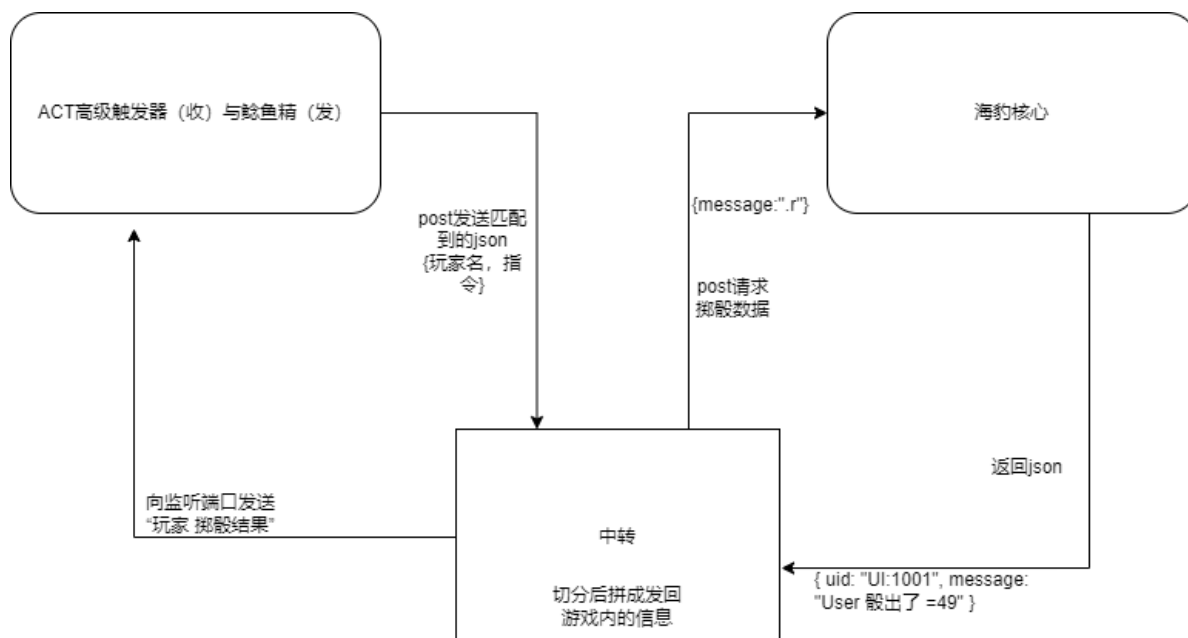 ACT高级触发器（收）与鲶鱼精（发）
海豹核心
post发送匹配
到的json
{玩家名，指
令}
{message:".r"}
post请求
掷骰数据
返回json
向监听端口发送
“玩家 掷骰结果”
中转
切分后拼成发回
游戏内的信息
{ uid: "UI:1001", message:
"User 骰出了 =49" }